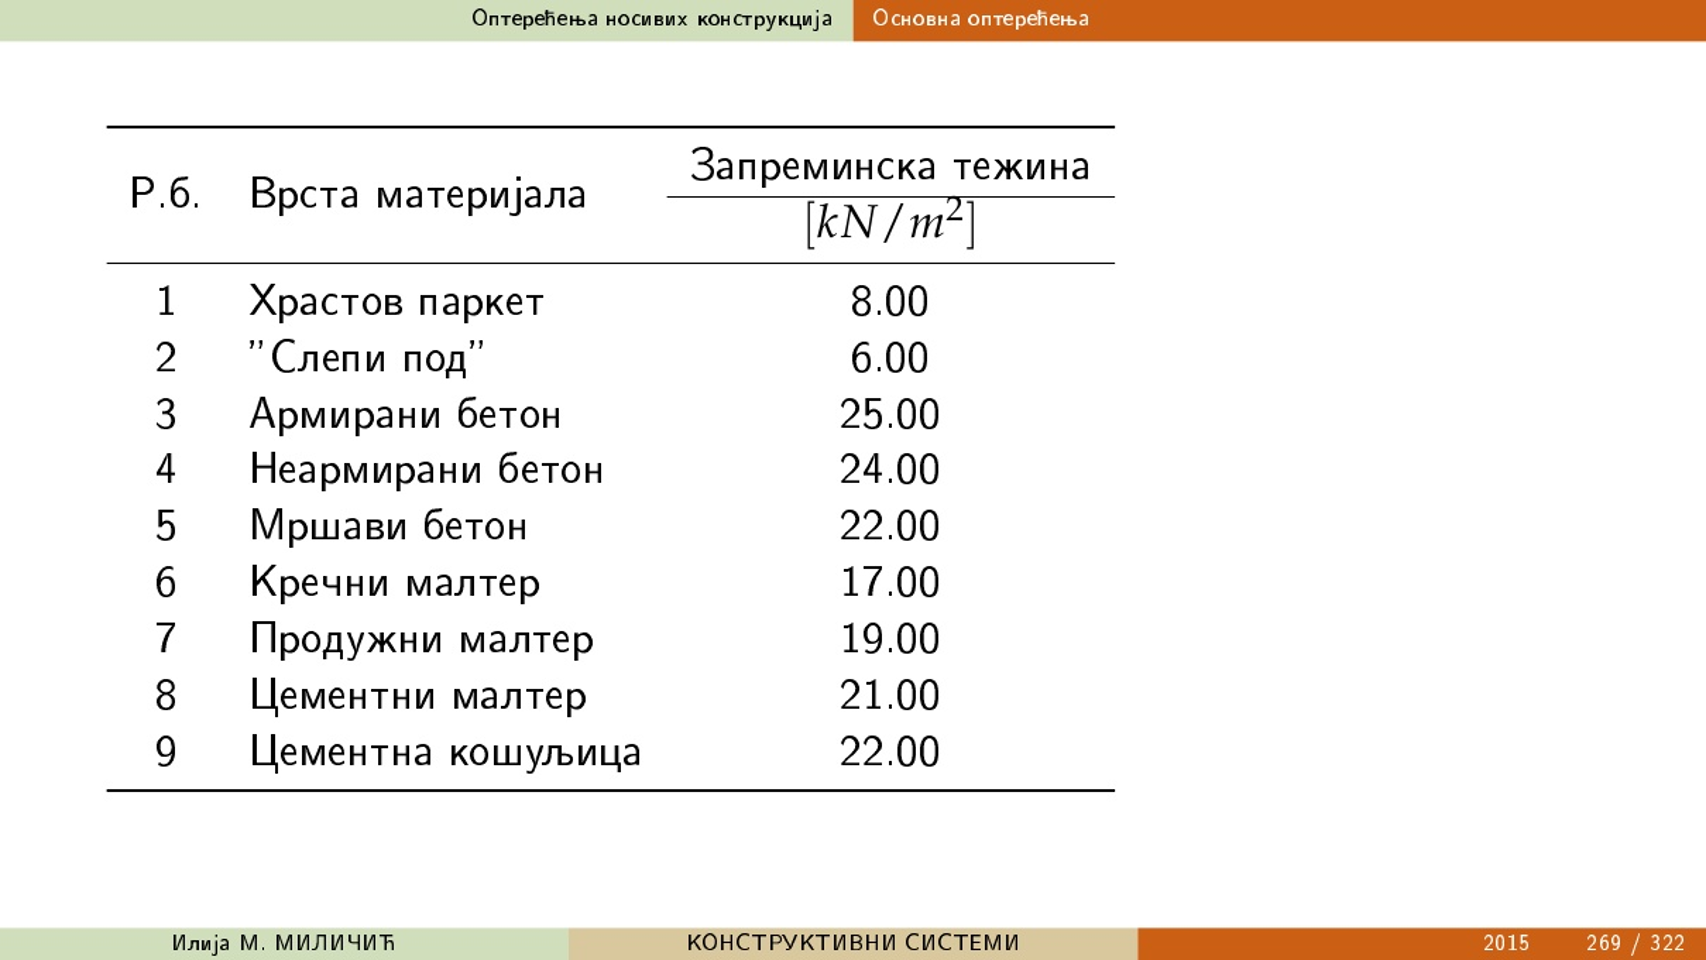 Оптерећења носивих конструкција Основна оптерећења
Запреминска тежина
Р.б. Врста материјала
[kN/m²]
1 Храстов паркет 8.00
2 ”Слепи под” 6.00
3 Армирани бетон 25.00
4 Неармирани бетон 24.00
5 Мршави бетон 22.00
6 Кречни малтер 17.00
7 Продужни малтер 19.00
8 Цементни малтер 21.00
9 Цементна кошуљица 22.00
Илија М. МИЛИЧИЋ КОНСТРУКТИВНИ СИСТЕМИ 2015 269 / 322